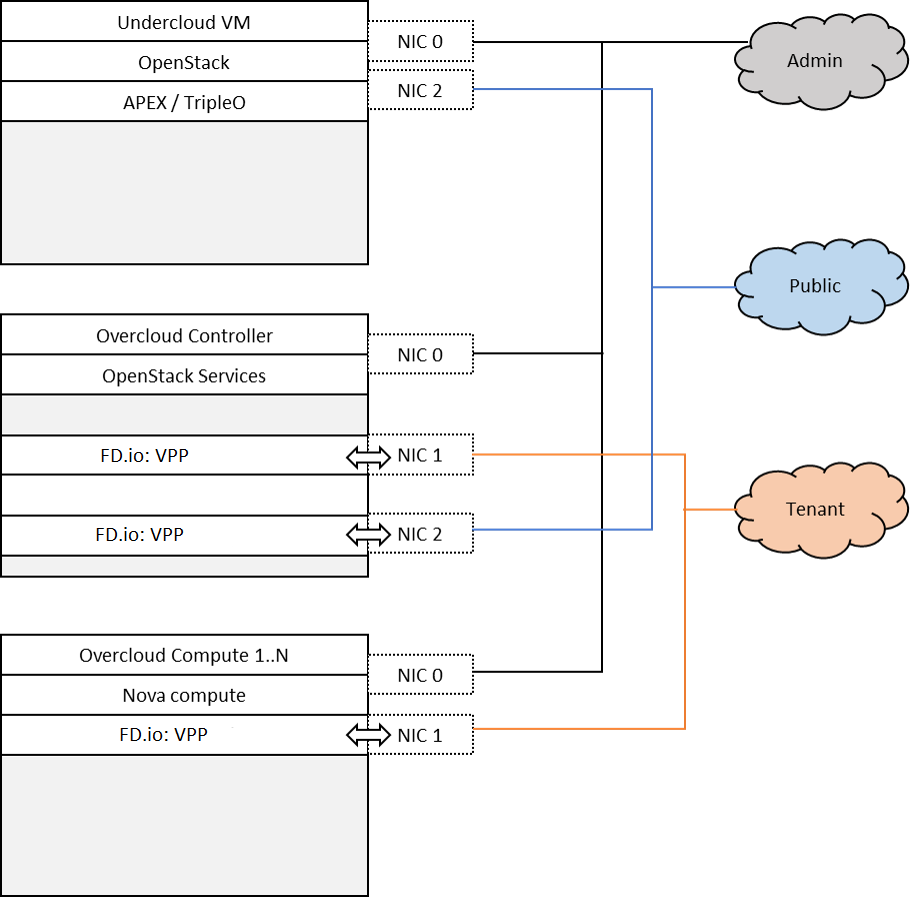 Undercloud VM
OpenStack
APEX / TripleO
NIC 0
NIC 2
Admin
Public
Overcloud Controller
OpenStack Services
FD.io: VPP
FD.io: VPP
NIC 0
NIC 1
NIC 2
Tenant
Overcloud Compute 1..N
Nova compute
FD.io: VPP
NIC 0
NIC 1